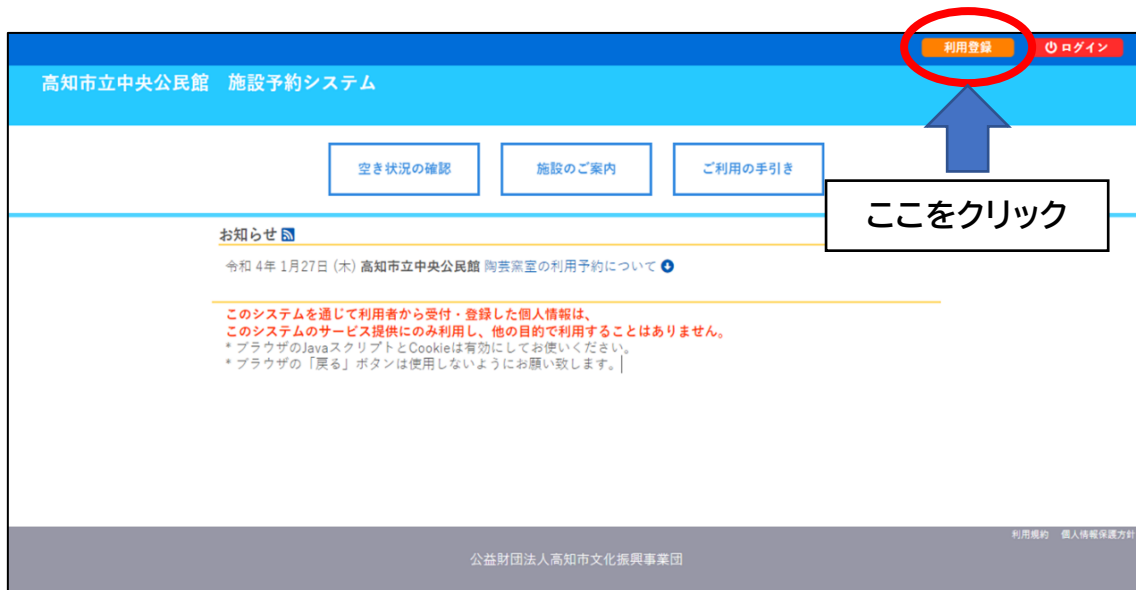 利用登録 ログイン
高知市立中央公民館 施設予約システム
空き状況の確認 施設のご案内 ご利用の手引き
ここをクリック
お知らせ
令和 4年 1月27日 (木) 高知市立中央公民館 陶芸窯室の利用予約について
このシステムを通じて利用者から受付・登録した個人情報は、
このシステムのサービス提供にのみ利用し、他の目的で利用することはありません。
* ブラウザのJavaスクリプトとCookieは有効にしてお使いください。
* ブラウザの「戻る」ボタンは使用しないようにお願い致します。
利用規約 個人情報保護方針
公益財団法人高知市文化振興事業団